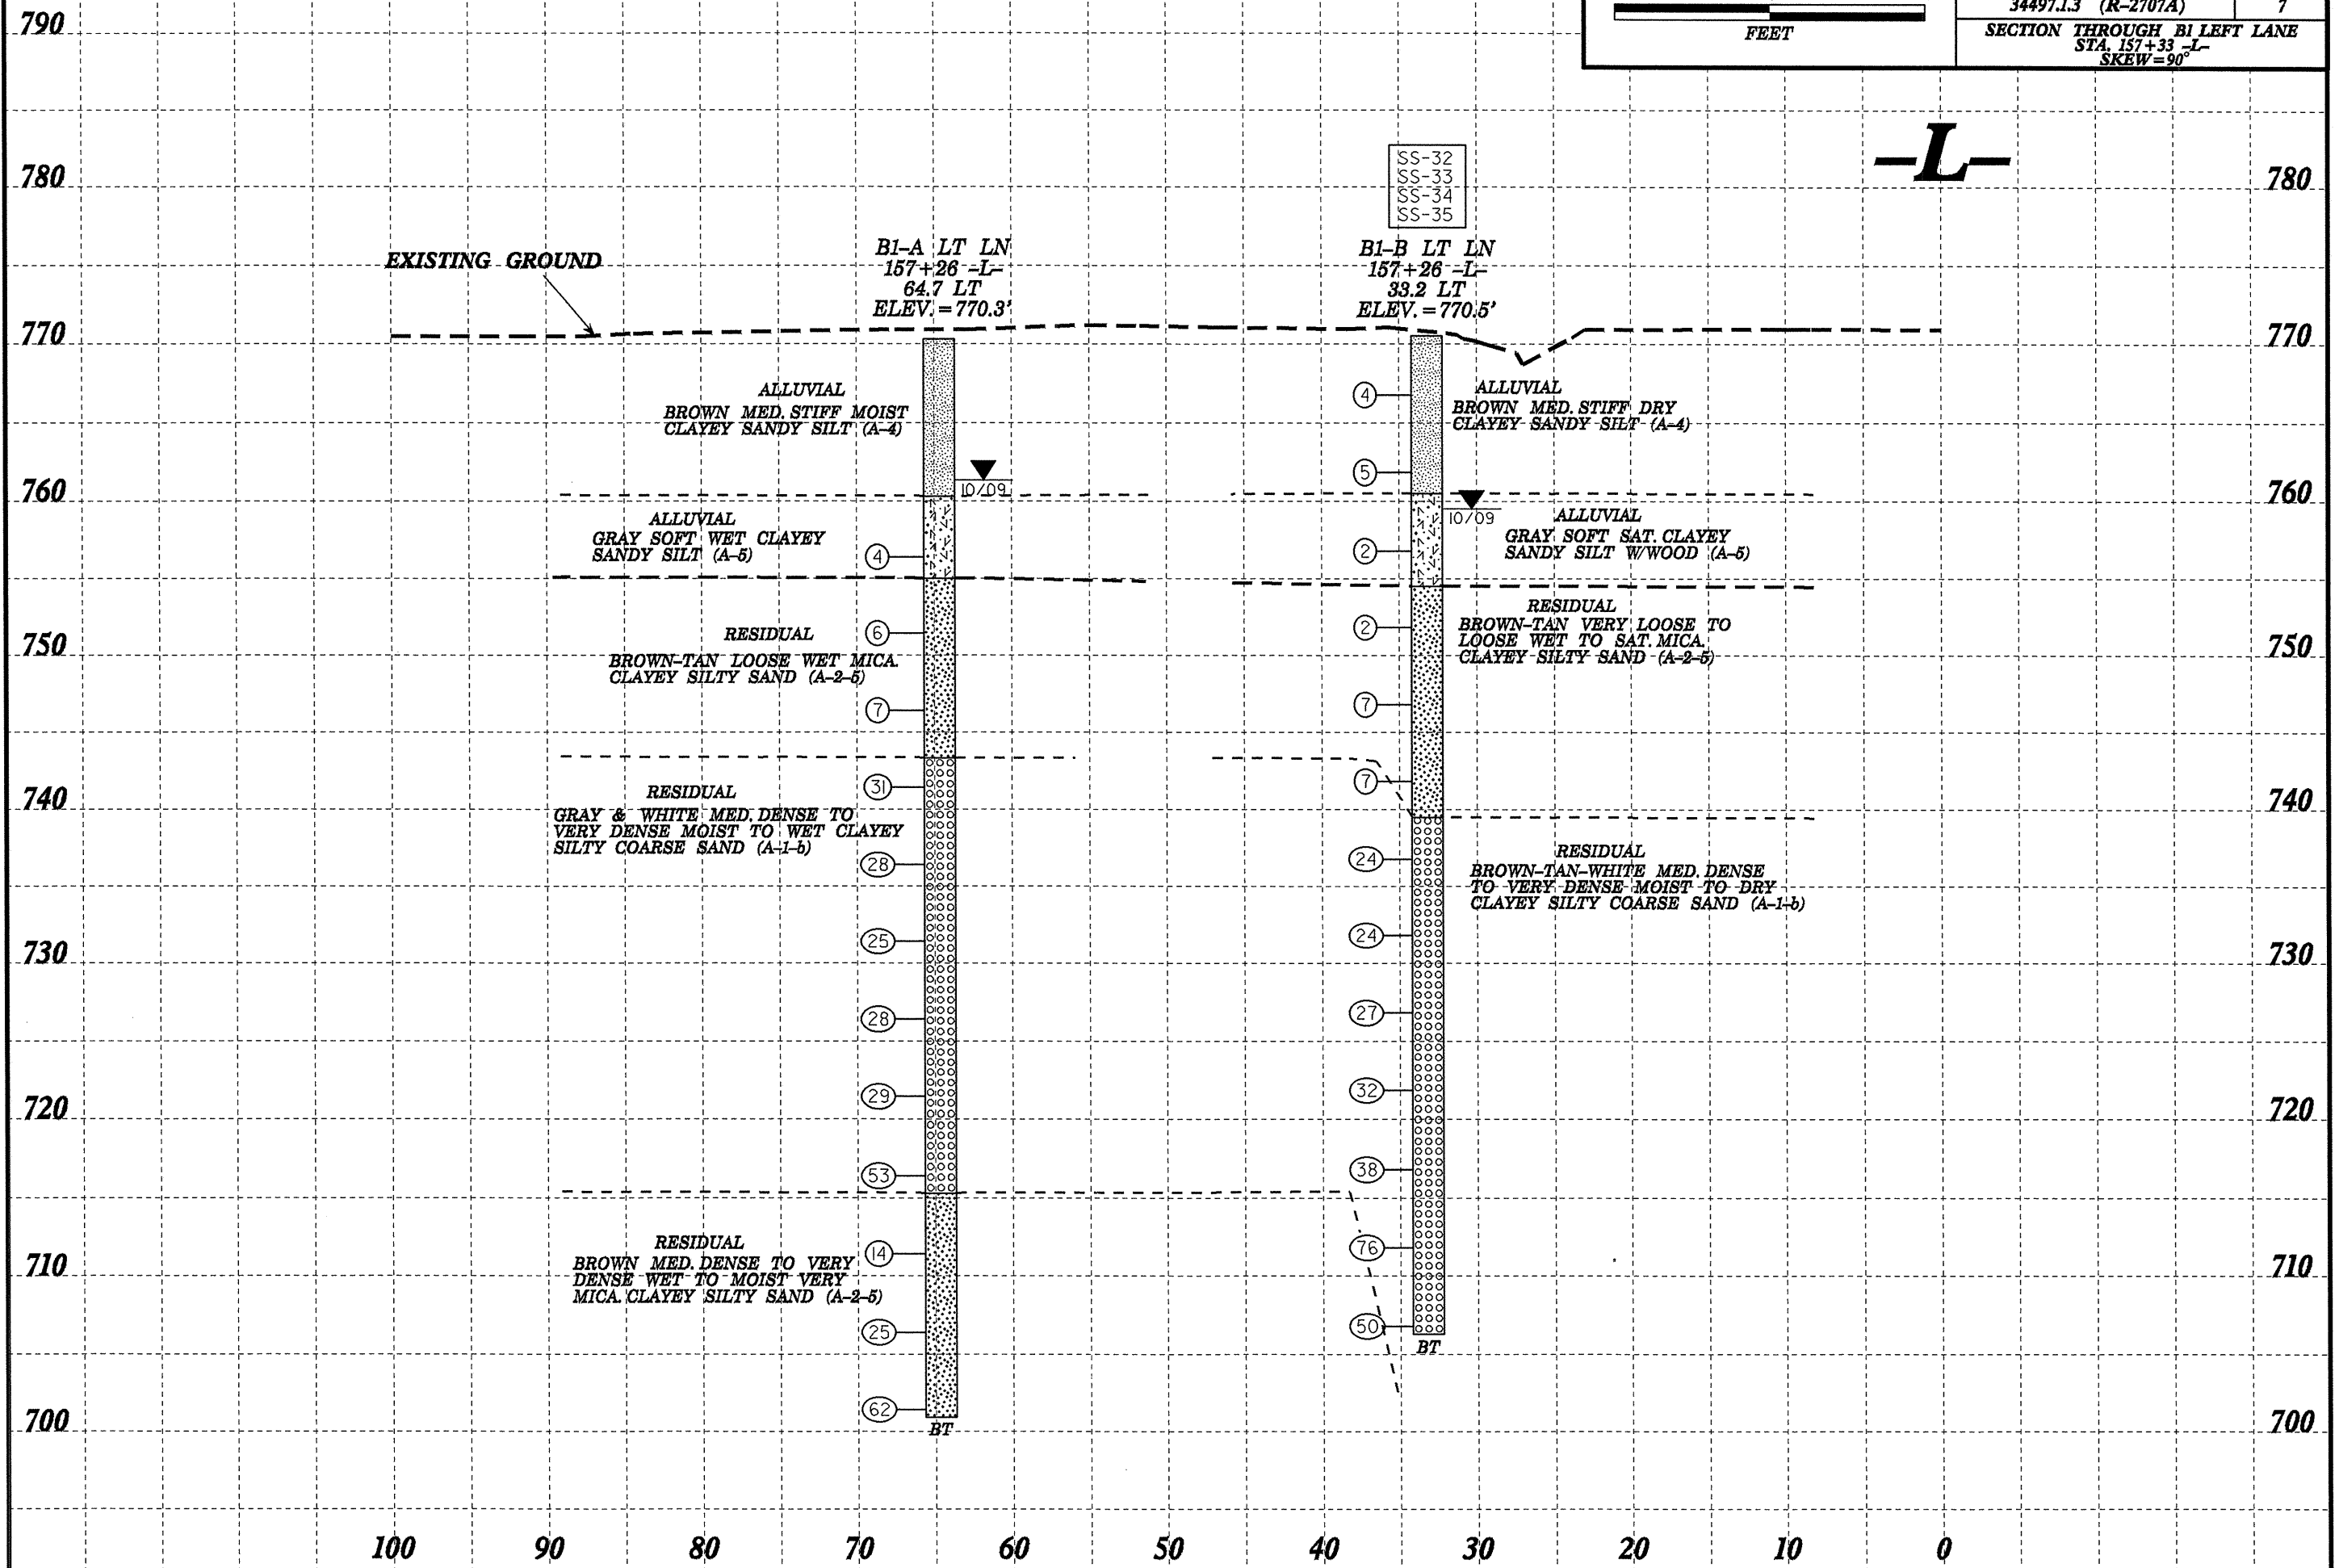 34497.1.3 (R-2707A) 7
FEET
SECTION THROUGH B1 LEFT LANE
STA. 157+33 -L-
SKEW=90°
790
-L-
780
780
SS-32
SS-33
SS-34
SS-35
EXISTING GROUND
B1-A LT LN
157+26 -L-
64.7 LT
ELEV.=770.3'
B1-B LT LN
157+26 -L-
33.2 LT
ELEV.=770.5'
770
770
ALLUVIAL
BROWN MED. STIFF MOIST
CLAYEY SANDY SILT (A-4)
4
ALLUVIAL
BROWN MED. STIFF DRY
CLAYEY SANDY SILT (A-4)
5
10/09
760
760
10/09
ALLUVIAL
GRAY SOFT WET CLAYEY
SANDY SILT (A-5)
4
2
ALLUVIAL
GRAY SOFT SAT. CLAYEY
SANDY SILT W/WOOD (A-5)
RESIDUAL
BROWN-TAN LOOSE WET MICA.
CLAYEY SILTY SAND (A-2-5)
6
7
2
RESIDUAL
BROWN-TAN VERY LOOSE TO
LOOSE WET TO SAT. MICA.
CLAYEY SILTY SAND (A-2-5)
7
7
750
750
740
740
RESIDUAL
GRAY & WHITE MED. DENSE TO
VERY DENSE MOIST TO WET CLAYEY
SILTY COARSE SAND (A-1-b)
31
28
25
28
29
53
24
RESIDUAL
BROWN-TAN-WHITE MED. DENSE
TO VERY DENSE MOIST TO DRY
CLAYEY SILTY COARSE SAND (A-1-b)
24
27
32
38
76
50
BT
730
730
720
720
RESIDUAL
BROWN MED. DENSE TO VERY
DENSE WET TO MOIST VERY
MICA. CLAYEY SILTY SAND (A-2-5)
14
25
62
BT
710
710
700
700
100 90 80 70 60 50 40 30 20 10 0